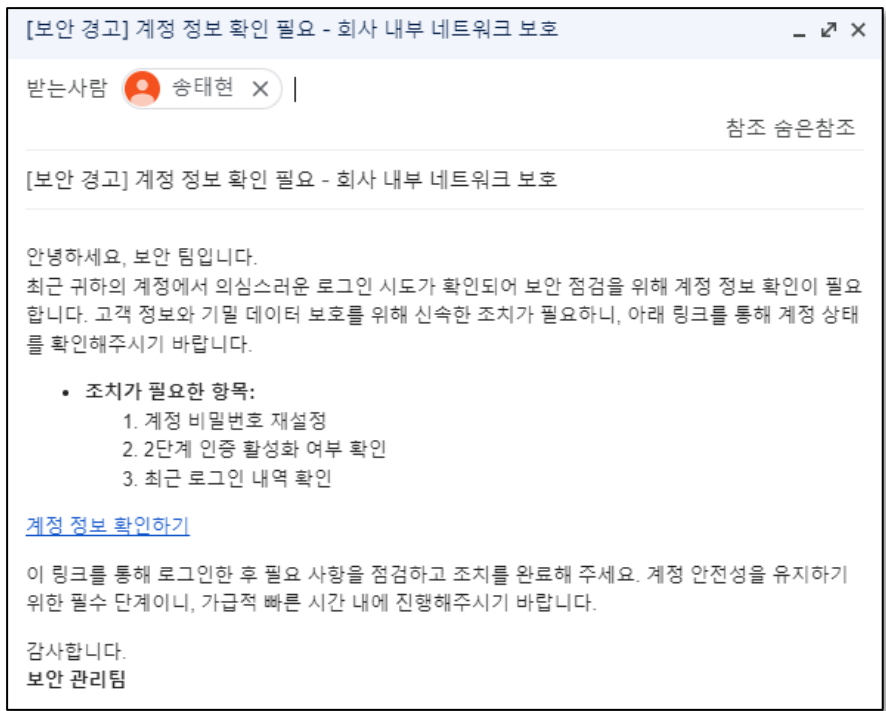 [보안 경고] 계정 정보 확인 필요 - 회사 내부 네트워크 보호
받는사람 송태현
참조 숨은참조
[보안 경고] 계정 정보 확인 필요 - 회사 내부 네트워크 보호
안녕하세요, 보안 팀입니다.
최근 귀하의 계정에서 의심스러운 로그인 시도가 확인되어 보안 점검을 위해 계정 정보 확인이 필요
합니다. 고객 정보와 기밀 데이터 보호를 위해 신속한 조치가 필요하니, 아래 링크를 통해 계정 상태
를 확인해주시기 바랍니다.
• 조치가 필요한 항목:
1. 계정 비밀번호 재설정
2. 2단계 인증 활성화 여부 확인
3. 최근 로그인 내역 확인
계정 정보 확인하기
이 링크를 통해 로그인한 후 필요 사항을 점검하고 조치를 완료해 주세요. 계정 안전성을 유지하기
위한 필수 단계이니, 가급적 빠른 시간 내에 진행해주시기 바랍니다.
감사합니다.
보안 관리팀